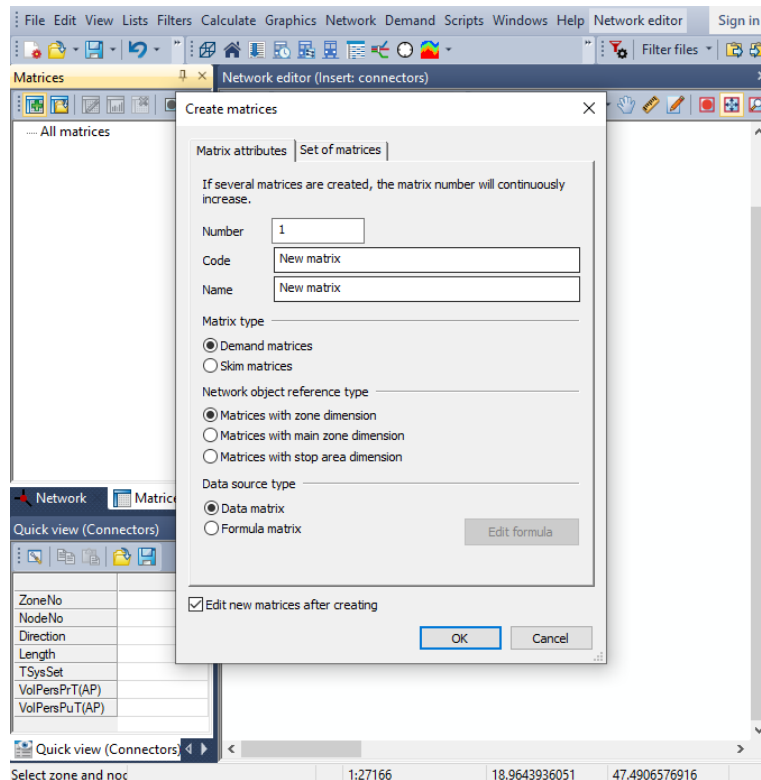 File Edit View Lists Filters Calculate Graphics Network Demand Scripts Windows Help Network editor Sign in
Filter files
Matrices
Network editor (Insert: connectors)
All matrices
Create matrices
Matrix attributes Set of matrices
If several matrices are created, the matrix number will continuously
increase.
Number 1
Code New matrix
Name New matrix
Matrix type
Demand matrices
Skim matrices
Network object reference type
Matrices with zone dimension
Matrices with main zone dimension
Matrices with stop area dimension
Data source type
Data matrix
Formula matrix Edit formula
Edit new matrices after creating
OK Cancel
Network Matric
Quick view (Connectors)
ZoneNo
NodeNo
Direction
Length
TSysSet
VolPersPrT(AP)
VolPersPuT(AP)
Quick view (Connectors)
Select zone and nod 1:27166 18.9643936051 47.4906576916